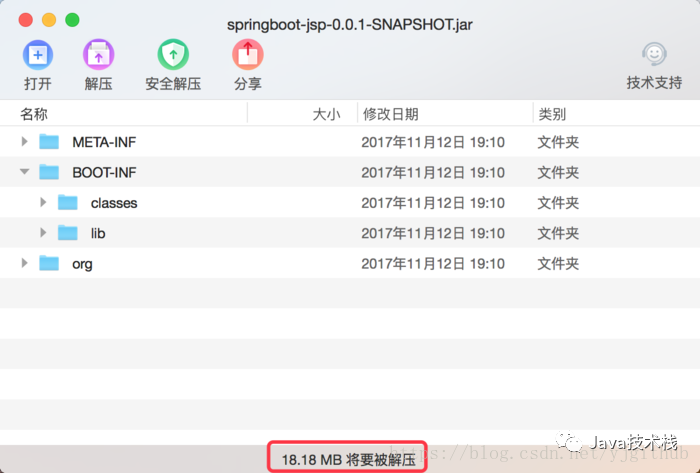 springboot-jsp-0.0.1-SNAPSHOT.jar
打开 解压 安全解压 分享 技术支持
名称 大小 修改日期 类别
META-INF 2017年11月12日 19:10 文件夹
BOOT-INF 2017年11月12日 19:10 文件夹
classes 2017年11月12日 19:10 文件夹
lib 2017年11月12日 19:10 文件夹
org 2017年11月12日 19:10 文件夹
Java技术栈
18.18 MB 将要被解压
https://blog.csdn.net/yjgithub